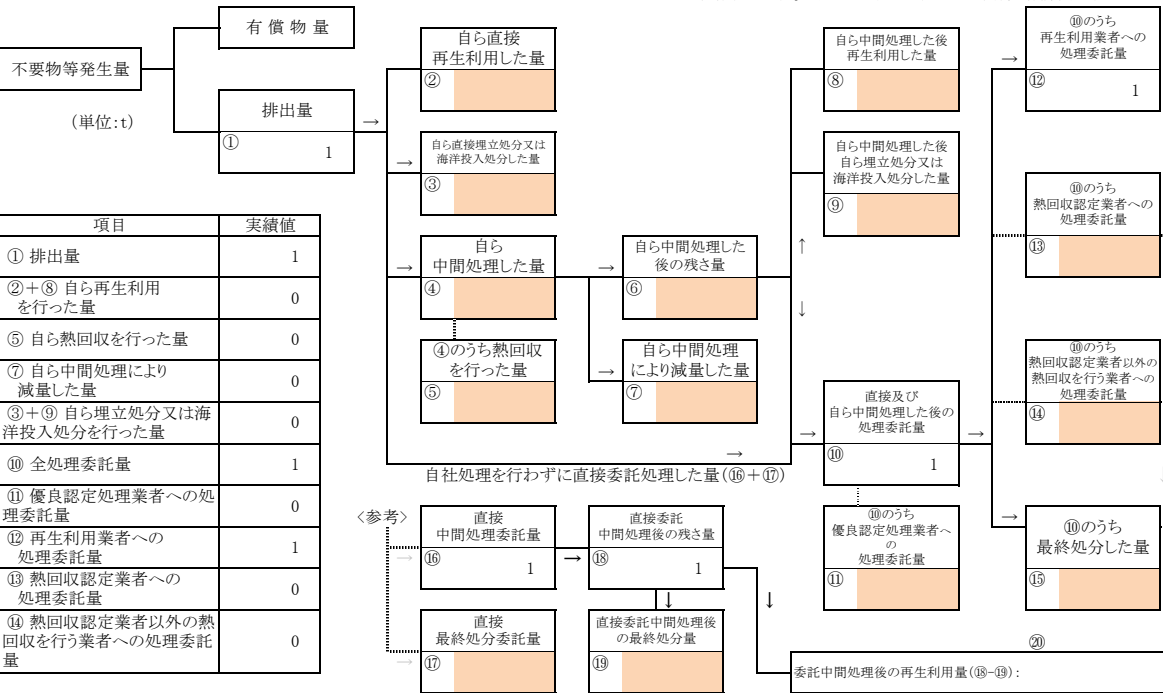 有 償 物 量
不要物等発生量
(単位:t)
排出量
①
1
→
自ら直接
再生利用した量
②
→
自ら直接埋立処分又は
海洋投入処分した量
③
→
自ら
中間処理した量
④
④のうち熱回収
を行った量
⑤
→
自ら中間処理した
後の残さ量
⑥
→
自ら中間処理
により減量した量
⑦
自ら中間処理した後
再生利用した量
⑧
自ら中間処理した後
自ら埋立処分又は
海洋投入処分した量
⑨
↑
↓
→
→
自社処理を行わずに直接委託処理した量(⑯+⑰)
直接及び
自ら中間処理した後の
処理委託量
⑩
1
→
⑩のうち
優良認定処理業者へ
の
処理委託量
⑪
→
⑩のうち
再生利用業者への
処理委託量
⑫
1
⑩のうち
熱回収認定業者への
処理委託量
⑬
⑩のうち
熱回収認定業者以外の
熱回収を行う業者への
処理委託量
⑭
→
⑩のうち
最終処分した量
⑮
項目 実績値
① 排出量 1
②+⑧ 自ら再生利用
を行った量 0
⑤ 自ら熱回収を行った量 0
⑦ 自ら中間処理により
減量した量 0
③+⑨ 自ら埋立処分又は海
洋投入処分を行った量 0
⑩ 全処理委託量 1
⑪ 優良認定処理業者への処
理委託量 0
⑫ 再生利用業者への
処理委託量 1
⑬ 熱回収認定業者への
処理委託量 0
⑭ 熱回収認定業者以外の熱
回収を行う業者への処理委託
量 0
〈参考〉
→
直接
中間処理委託量
⑯
1
→
直接委託
中間処理後の残さ量
⑱
1
↓
↓
→
直接
最終処分委託量
⑰
直接委託中間処理後
の最終処分量
⑲
⑳
委託中間処理後の再生利用量(⑱-⑲):